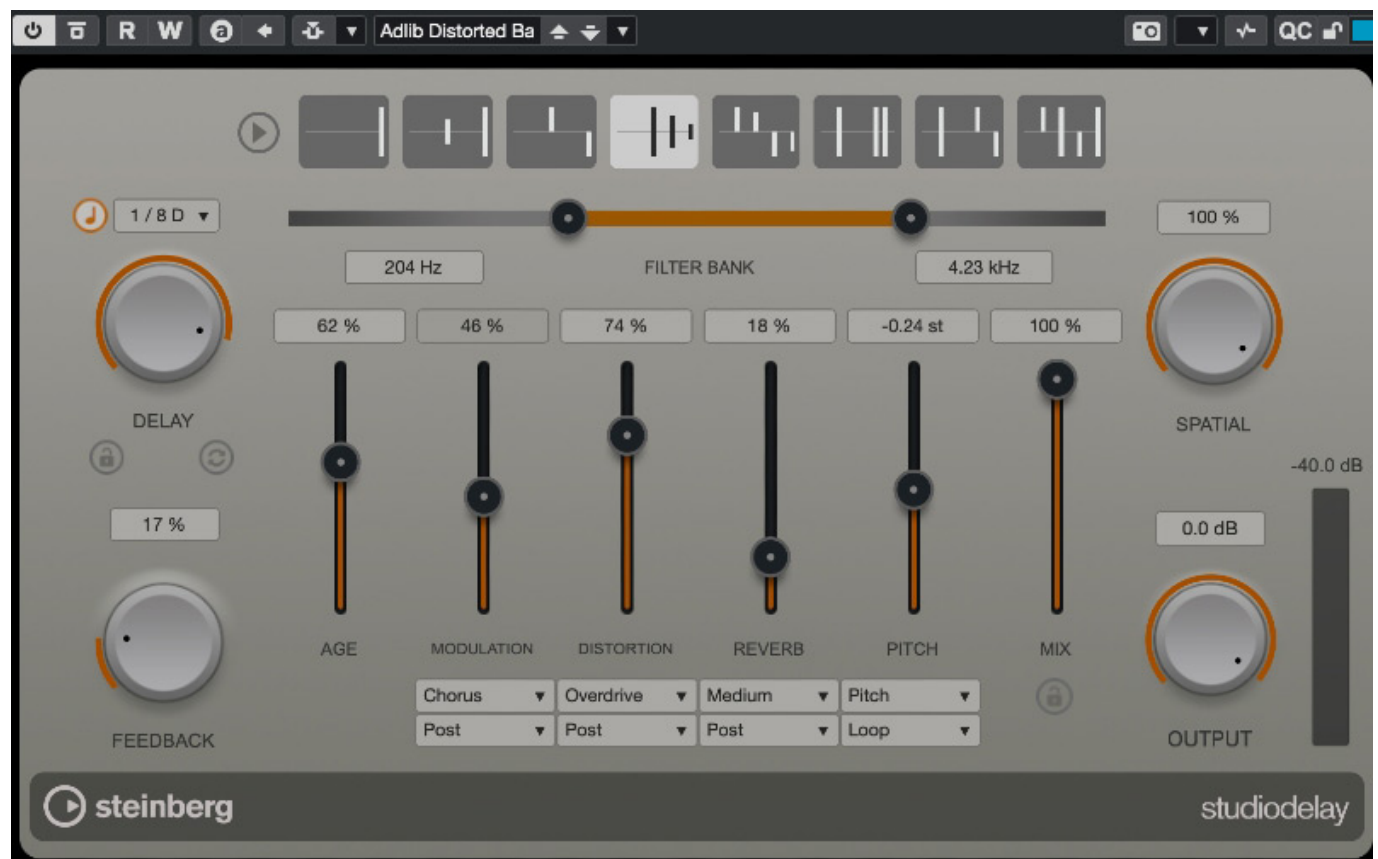 R W a Adlib Distorted Ba QC
1 / 8 D
100 %
204 Hz
FILTER BANK
4.23 kHz
62 %
46 %
74 %
18 %
-0.24 st
100 %
DELAY
SPATIAL
-40.0 dB
17 %
0.0 dB
AGE
MODULATION
DISTORTION
REVERB
PITCH
MIX
Chorus
Overdrive
Medium
Pitch
Post
Post
Post
Loop
FEEDBACK
OUTPUT
steinberg
studiodelay